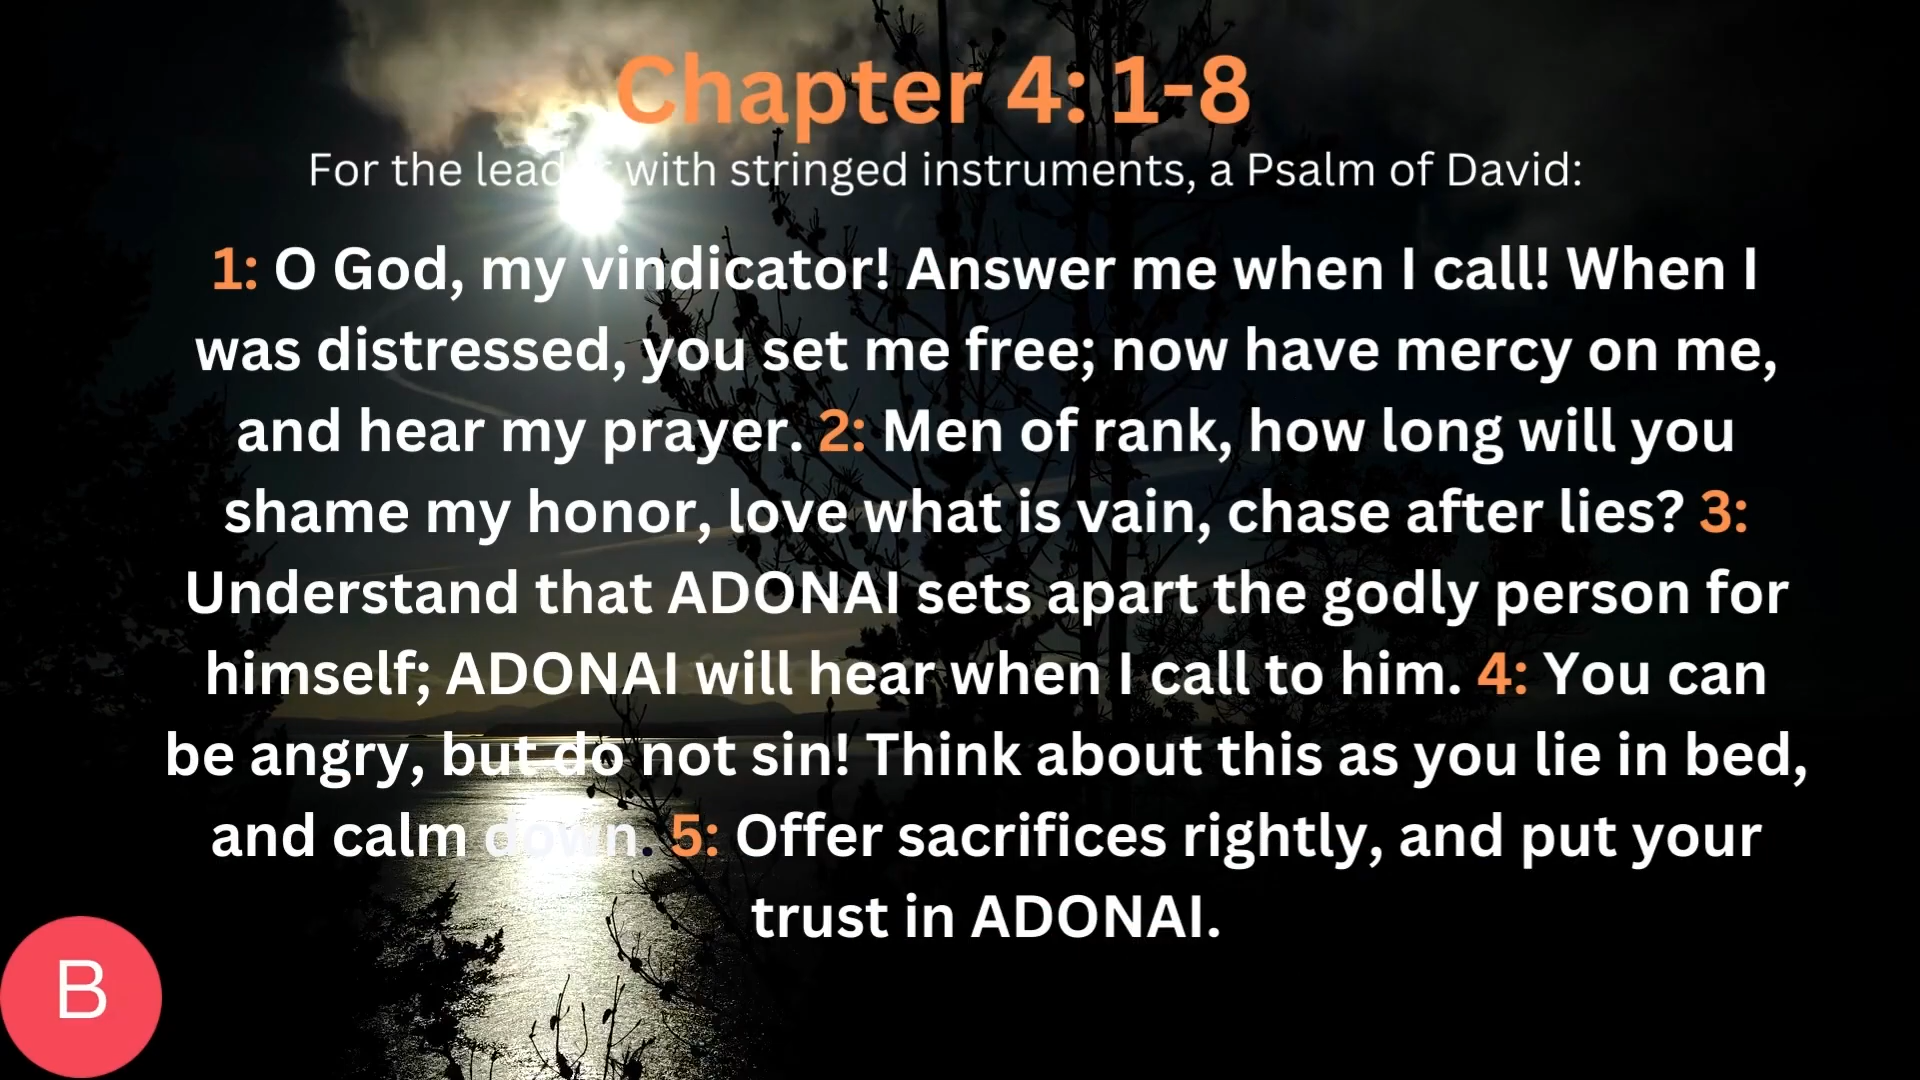 Chapter 4: 1-8
For the leader with stringed instruments, a Psalm of David:
1: O God, my vindicator! Answer me when I call! When I
was distressed, you set me free; now have mercy on me,
and hear my prayer. 2: Men of rank, how long will you
shame my honor, love what is vain, chase after lies? 3:
Understand that ADONAI sets apart the godly person for
himself; ADONAI will hear when I call to him. 4: You can
be angry, but do not sin! Think about this as you lie in bed,
and calm down. 5: Offer sacrifices rightly, and put your
trust in ADONAI.
B